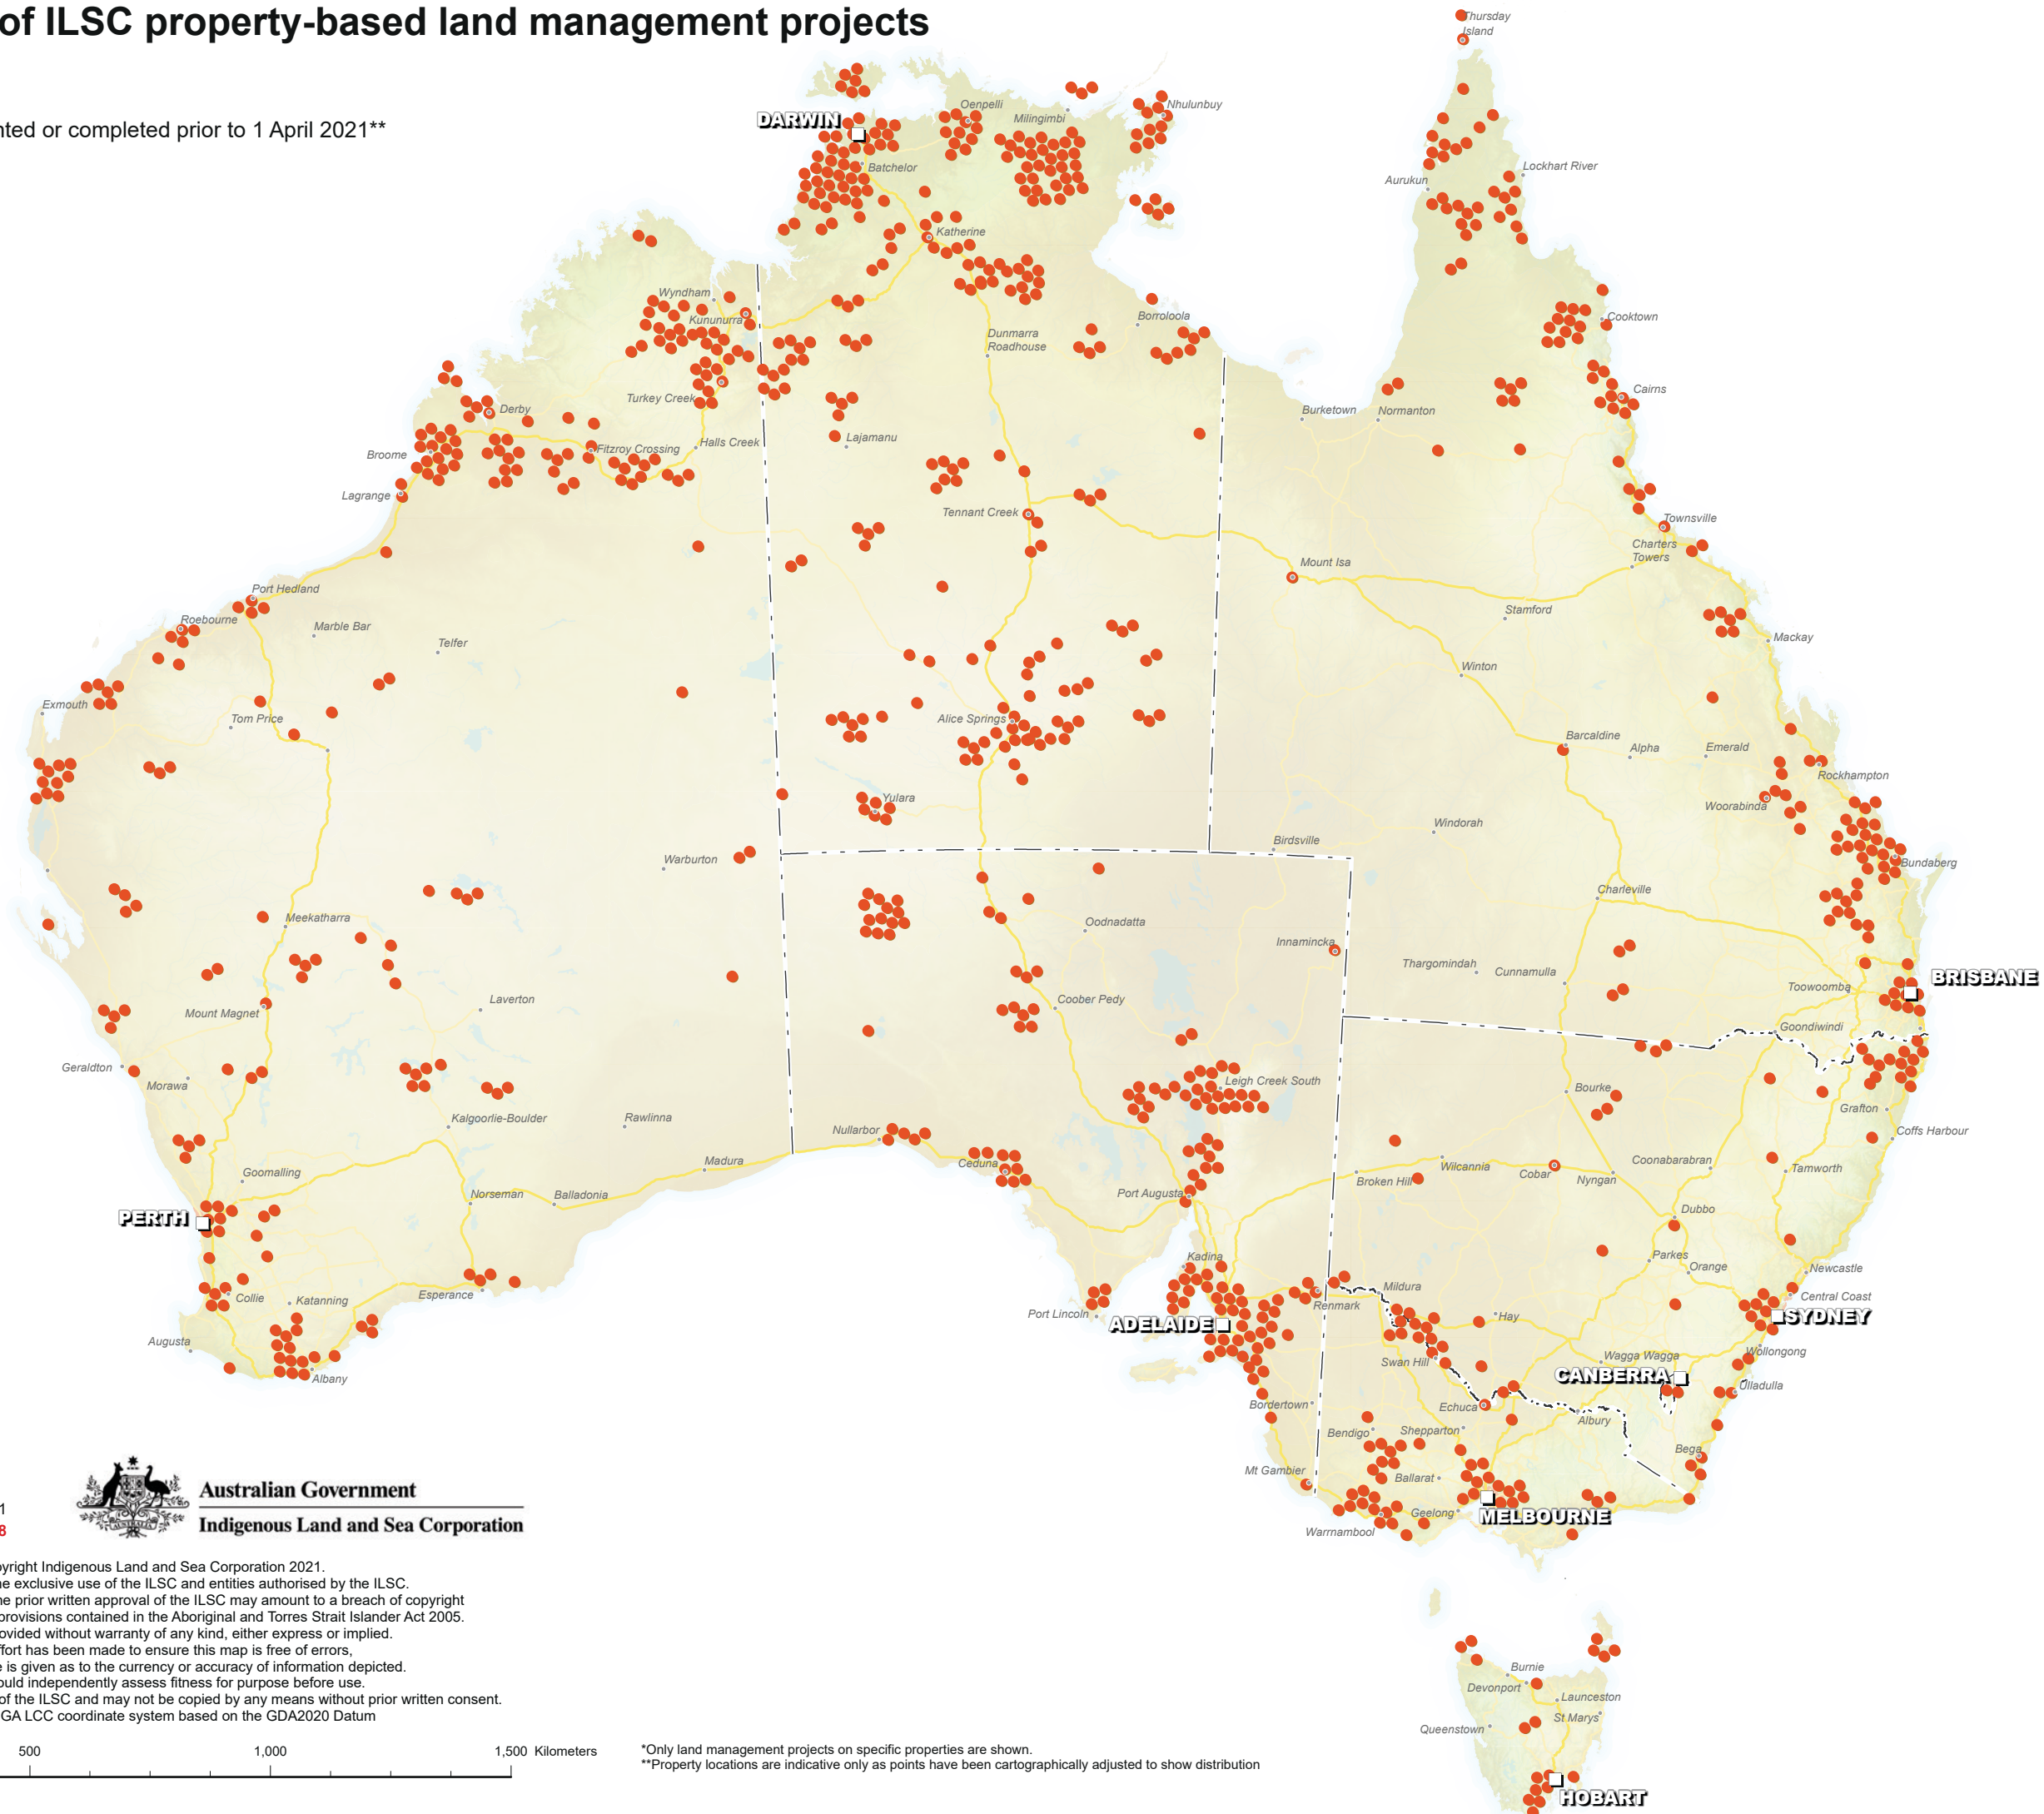 of ILSC property-based land management projects
nted or completed prior to 1 April 2021**
Thursday
Island
DARWIN
Oenpelli
Milingimbi
Nhulunbuy
Batchelor
Lockhart River
Aurukun
Katherine
Wyndham
Kununurra
Borroloola
Cooktown
Dunmarra
Roadhouse
Turkey Creek
Cairns
Derby
Burketown
Normanton
Lajamanu
Halls Creek
Fitzroy Crossing
Broome
Lagrange
Tennant Creek
Townsville
Charters
Towers
Mount Isa
Port Hedland
Roebourne
Marble Bar
Stamford
Telfer
Mackay
Winton
Exmouth
Tom Price
Alice Springs
Barcaldine
Alpha
Emerald
Rockhampton
Yulara
Woorabinda
Windorah
Birdsville
Warburton
Bundaberg
Charleville
Meekatharra
Oodnadatta
Innamincka
Thargomindah
Cunnamulla
BRISBANE
Toowoomba
Laverton
Coober Pedy
Mount Magnet
Goondiwindi
Geraldton
Morawa
Leigh Creek South
Bourke
Grafton
Kalgoorlie-Boulder
Rawlinna
Nullarbor
Coffs Harbour
Madura
Ceduna
Wilcannia
Coonabarabran
Tamworth
Goomalling
Broken Hill
Cobar
Nyngan
Norseman
Balladonia
Port Augusta
PERTH
Dubbo
Kadina
Parkes
Orange
Newcastle
Mildura
Collie
Katanning
Esperance
Renmark
Central Coast
Port Lincoln
ADELAIDE
Hay
SYDNEY
Augusta
Swan Hill
Wagga Wagga
Wollongong
Albany
CANBERRA
Ulladulla
Bordertown
Echuca
Albury
Bendigo
Shepparton
Bega
Mt Gambier
Ballarat
Geelong
MELBOURNE
Warrnambool
Australian Government
Indigenous Land and Sea Corporation
1
8
pyright Indigenous Land and Sea Corporation 2021.
he exclusive use of the ILSC and entities authorised by the ILSC.
he prior written approval of the ILSC may amount to a breach of copyright
provisions contained in the Aboriginal and Torres Strait Islander Act 2005.
ovided without warranty of any kind, either express or implied.
ffort has been made to ensure this map is free of errors,
e is given as to the currency or accuracy of information depicted.
ould independently assess fitness for purpose before use.
of the ILSC and may not be copied by any means without prior written consent.
GA LCC coordinate system based on the GDA2020 Datum
Burnie
Devonport
Launceston
St Marys
Queenstown
HOBART
500 1,000 1,500 Kilometers
*Only land management projects on specific properties are shown.
**Property locations are indicative only as points have been cartographically adjusted to show distribution